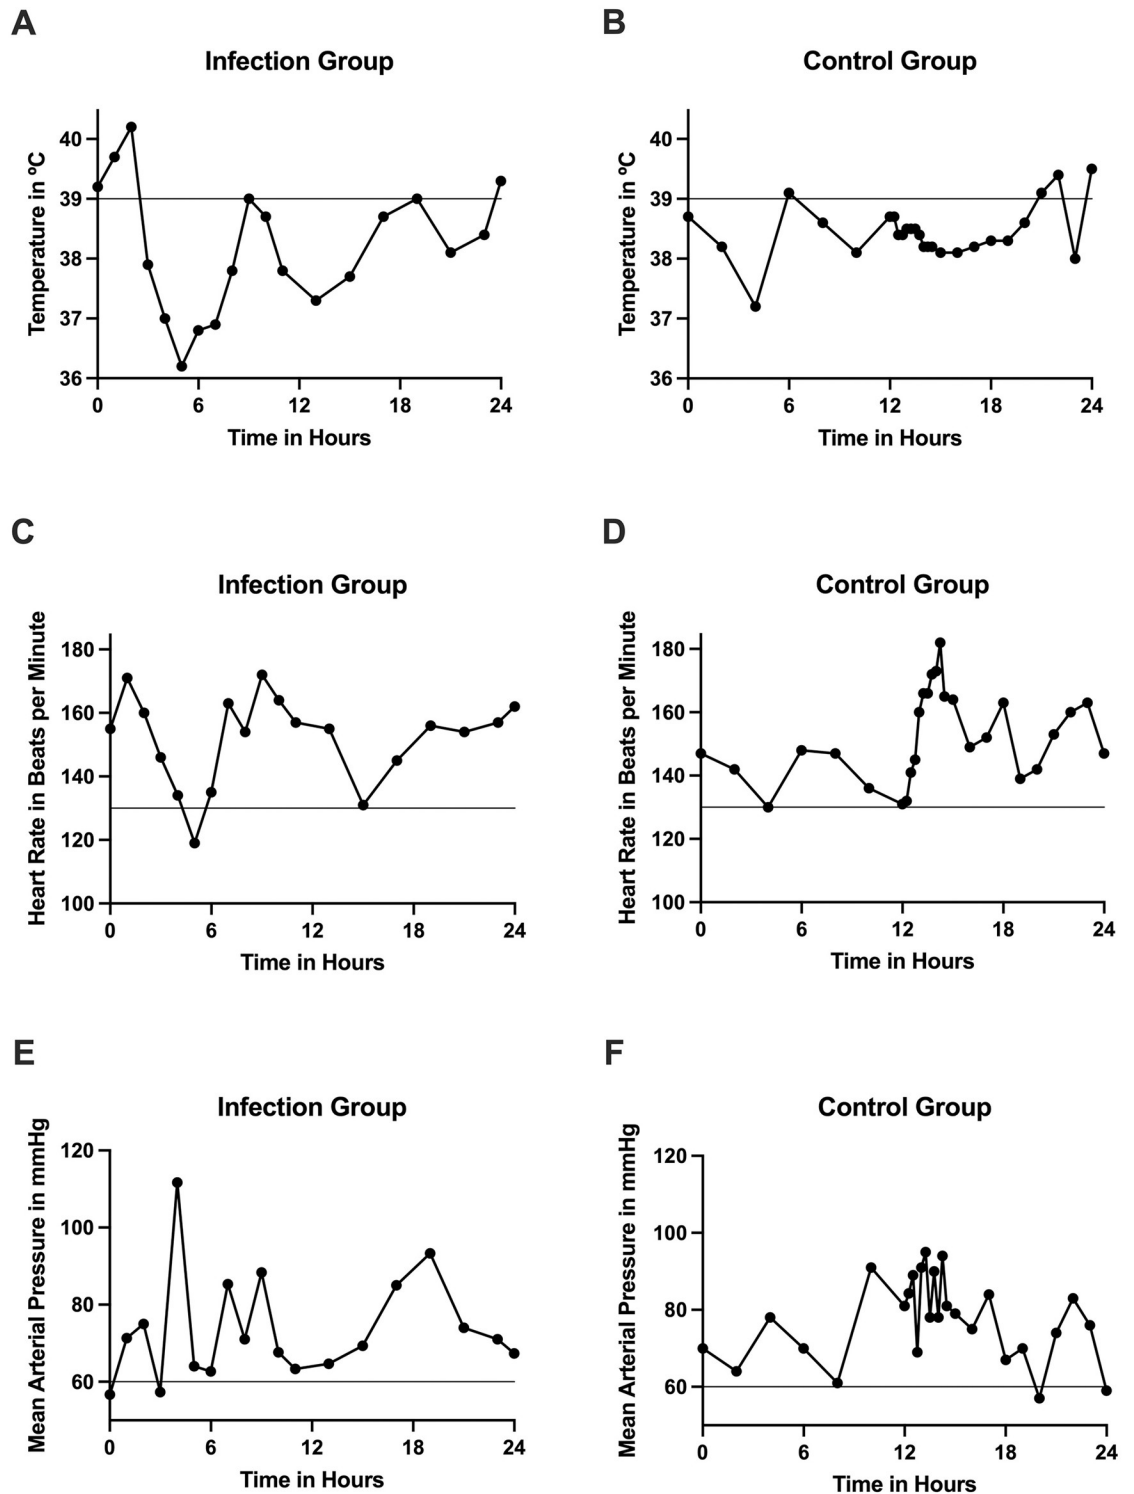 A
B
Infection Group
Control Group
Temperature in ºC
40
39
38
37
36
0 6 12 18 24
Time in Hours
Temperature in ºC
40
39
38
37
36
0 6 12 18 24
Time in Hours
C
D
Infection Group
Control Group
Heart Rate in Beats per Minute
180
160
140
120
100
0 6 12 18 24
Time in Hours
Heart Rate in Beats per Minute
180
160
140
120
100
0 6 12 18 24
Time in Hours
E
F
Infection Group
Control Group
Mean Arterial Pressure in mmHg
120
100
80
60
0 6 12 18 24
Time in Hours
Mean Arterial Pressure in mmHg
120
100
80
60
0 6 12 18 24
Time in Hours